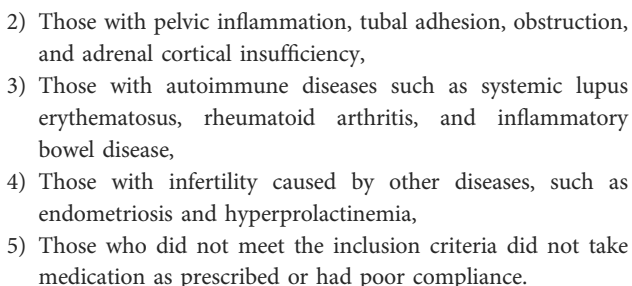 2) Those with pelvic inflammation, tubal adhesion, obstruction,
and adrenal cortical insufficiency,
3) Those with autoimmune diseases such as systemic lupus
erythematosus, rheumatoid arthritis, and inflammatory
bowel disease,
4) Those with infertility caused by other diseases, such as
endometriosis and hyperprolactinemia,
5) Those who did not meet the inclusion criteria did not take
medication as prescribed or had poor compliance.